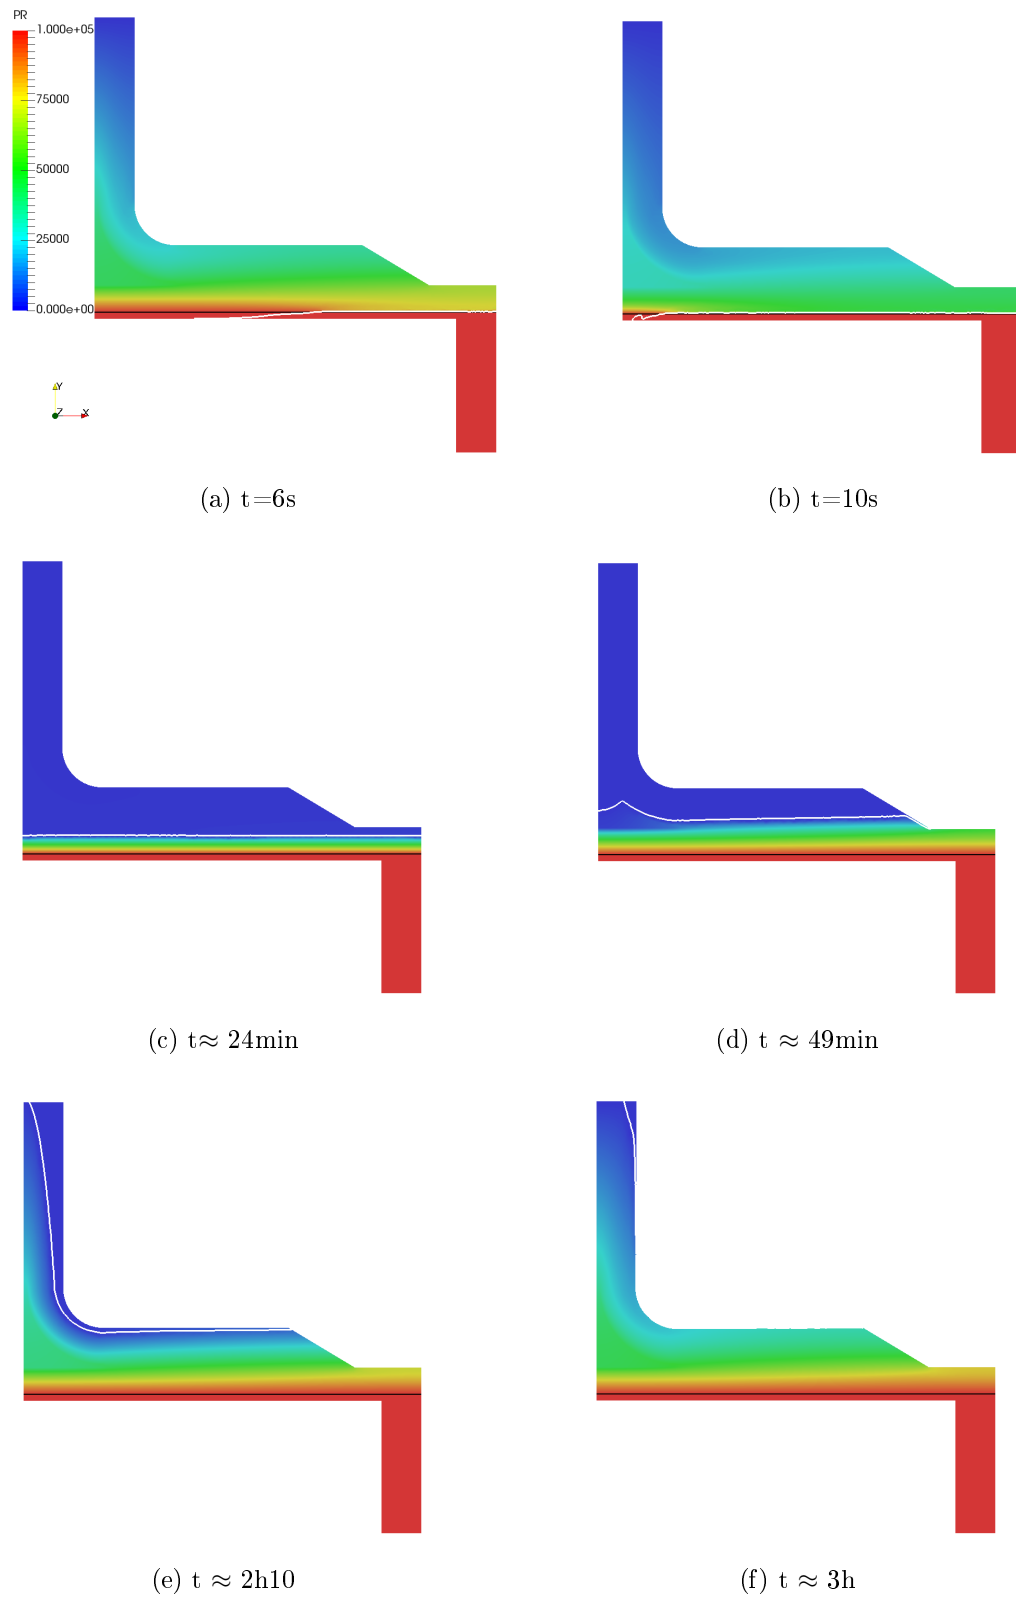 PR
1.000e+05
75000
50000
25000
0.000e+00
Y
Z X
(a) t=6s
(b) t=10s
(c) t≈ 24min
(d) t ≈ 49min
(e) t ≈ 2h10
(f) t ≈ 3h